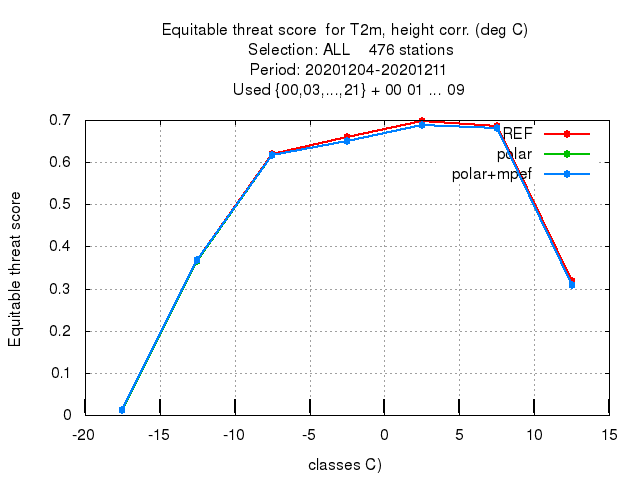 Equitable threat score  for T2m, height corr. (deg C)
Selection: ALL    476 stations
Period: 20201204-20201211
Used {00,03,...,21} + 00 01 ... 09
Equitable threat score
0.7
0.6
0.5
0.4
0.3
0.2
0.1
0
REF
polar
polar+mpef
-20 -15 -10 -5 0 5 10 15
classes C)